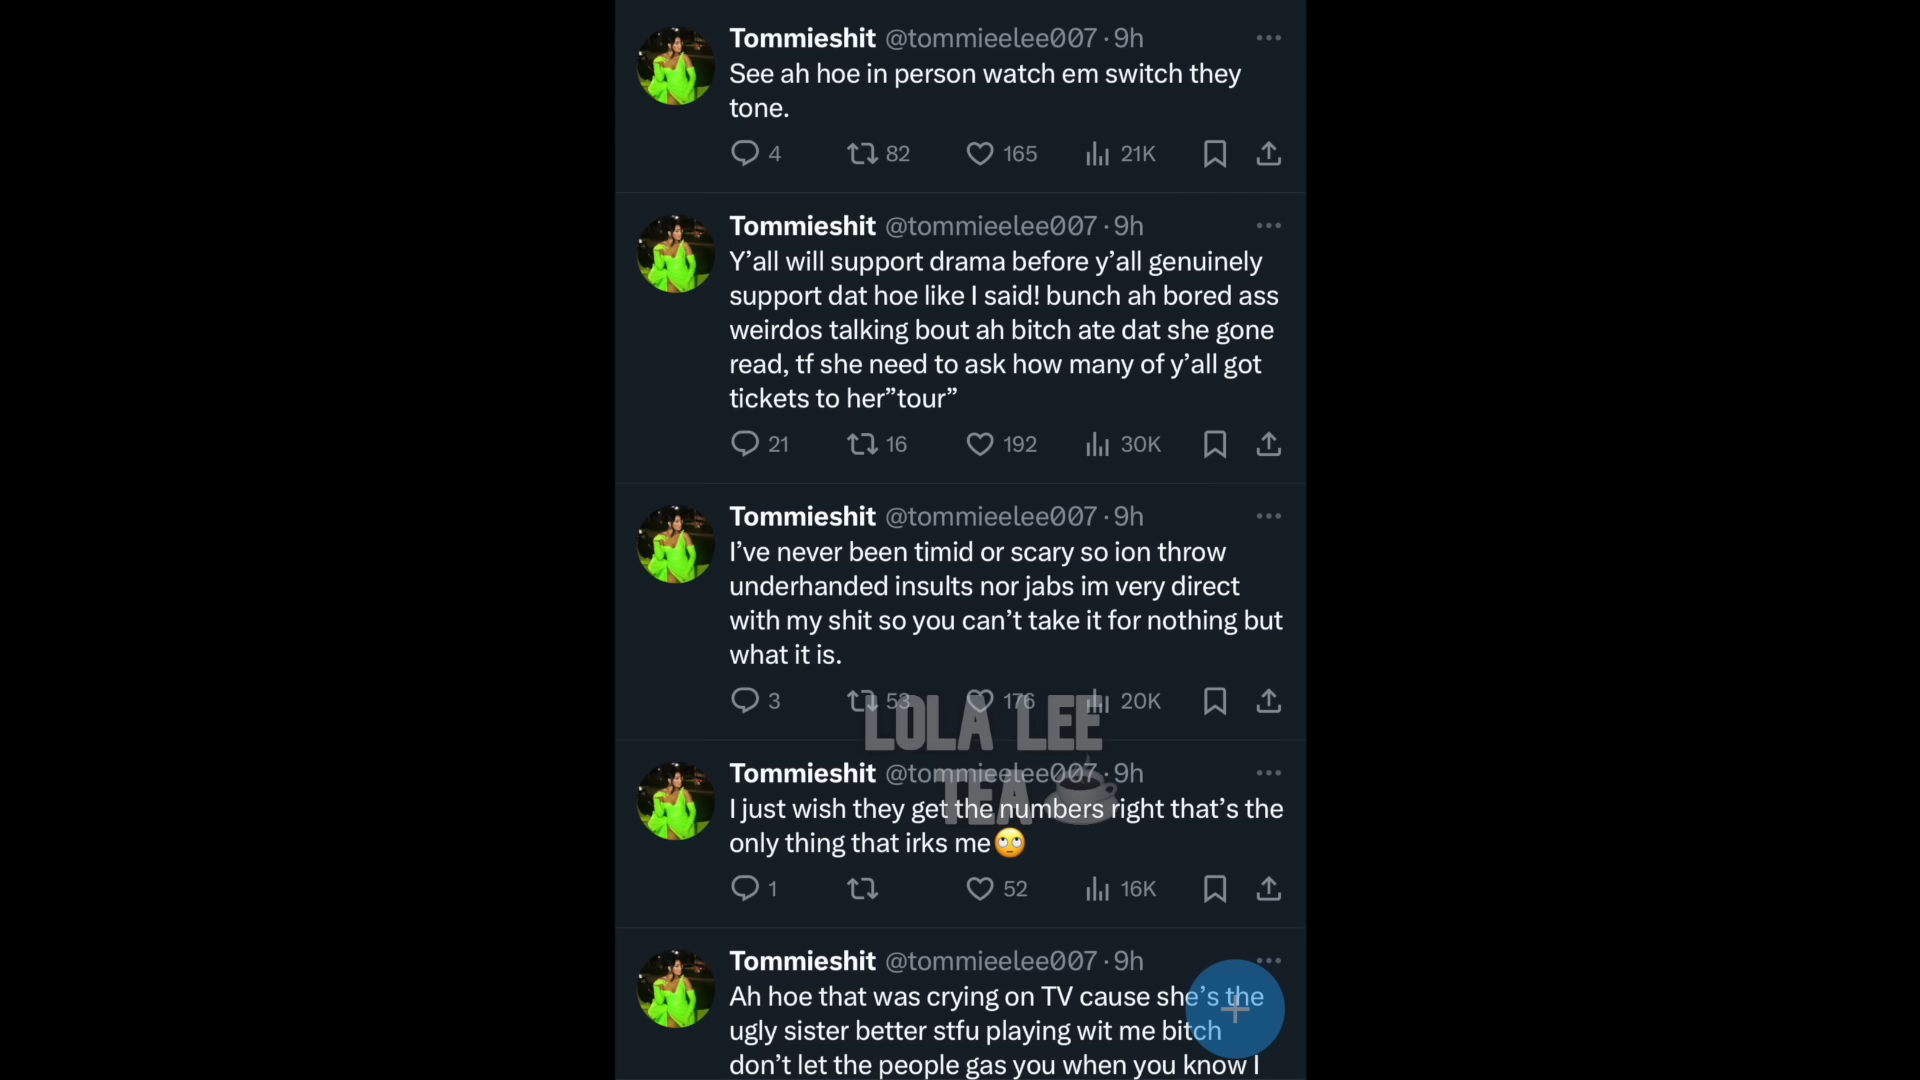 Tommieshit @tommieelee007 · 9h
See ah hoe in person watch em switch they
tone.
4 82 165 21K
Tommieshit @tommieelee007 · 9h
Y’all will support drama before y’all genuinely
support dat hoe like I said! bunch ah bored ass
weirdos talking bout ah bitch ate dat she gone
read, tf she need to ask how many of y’all got
tickets to her”tour”
21 16 192 30K
Tommieshit @tommieelee007 · 9h
I’ve never been timid or scary so ion throw
underhanded insults nor jabs im very direct
with my shit so you can’t take it for nothing but
what it is.
3 53 176 20K
LOLA LEE
TEA
Tommieshit @tommieelee007 · 9h
I just wish they get the numbers right that’s the
only thing that irks me🙄
1 52 16K
Tommieshit @tommieelee007 · 9h
Ah hoe that was crying on TV cause she’s the
ugly sister better stfu playing wit me bitch
don’t let the people gas you when you know I